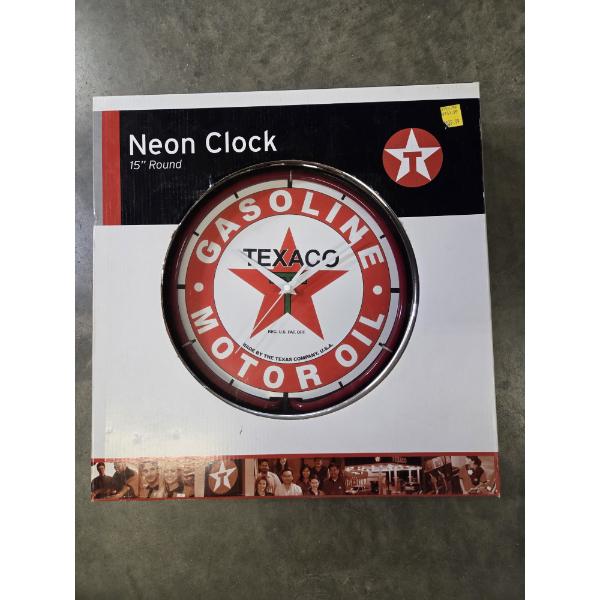 Neon Clock
15" Round
T
GASOLINE
TEXACO
T
REG. U.S. PAT. OFF.
MADE BY THE TEXAS COMPANY, U.S.A.
• MOTOR OIL •
T